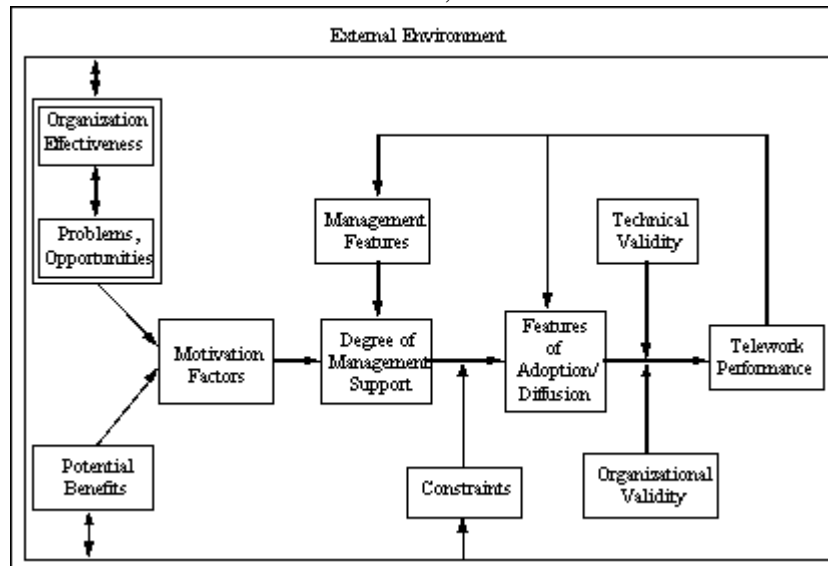 External Environment
Organization
Effectiveness
Problems,
Opportunities
Management
Features
Technical
Validity
Motivation
Factors
Degree of
Management
Support
Features
of
Adoption/
Diffusion
Telework
Performance
Potential
Benefits
Constraints
Organizational
Validity